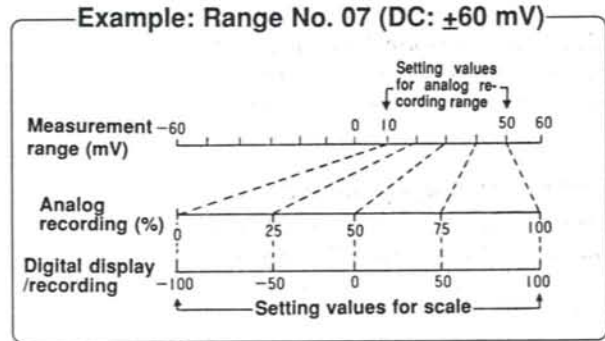 Example: Range No. 07 (DC: ±60 mV)
Setting values
for analog re-
cording range
Measurement
range (mV)
−60 0 10 50 60
Analog
recording (%)
0 25 50 75 100
Digital display
/recording
−100 −50 0 50 100
Setting values for scale